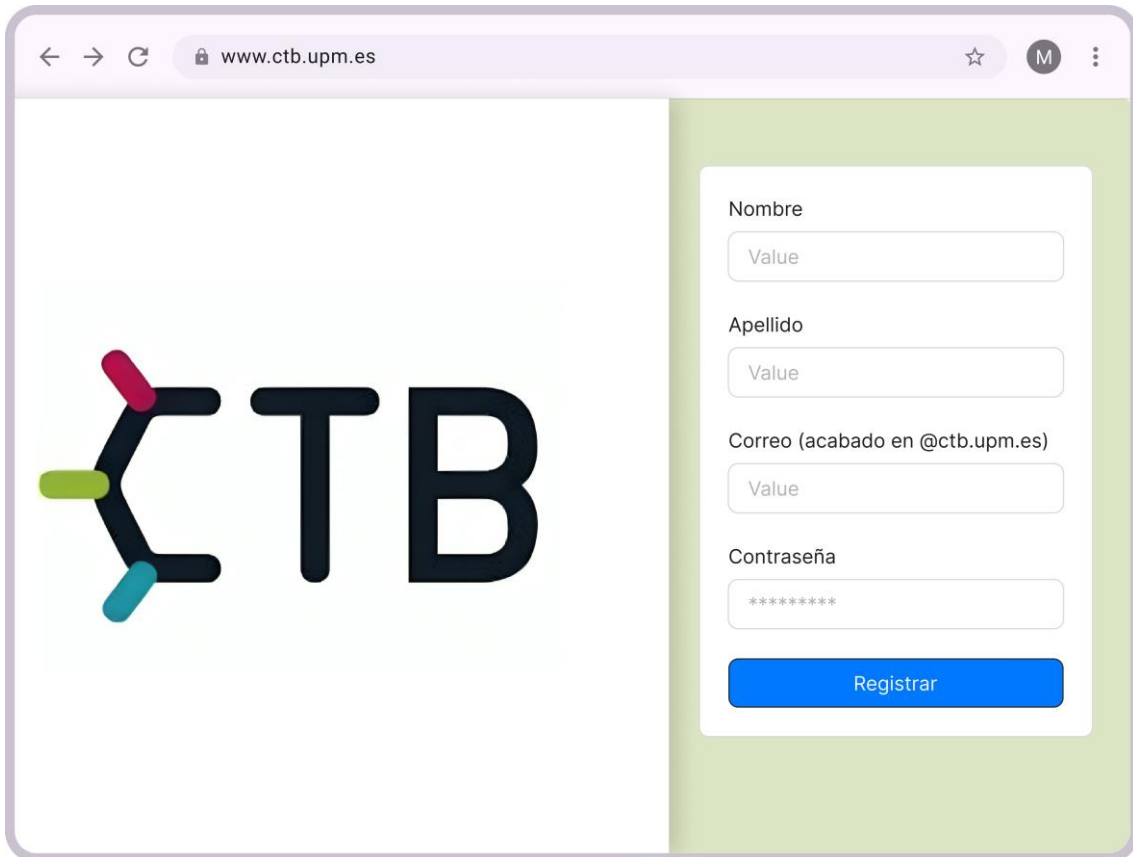 www.ctb.upm.es
M
CTB
Nombre
Value
Apellido
Value
Correo (acabado en @ctb.upm.es)
Value
Contraseña
*********
Registrar